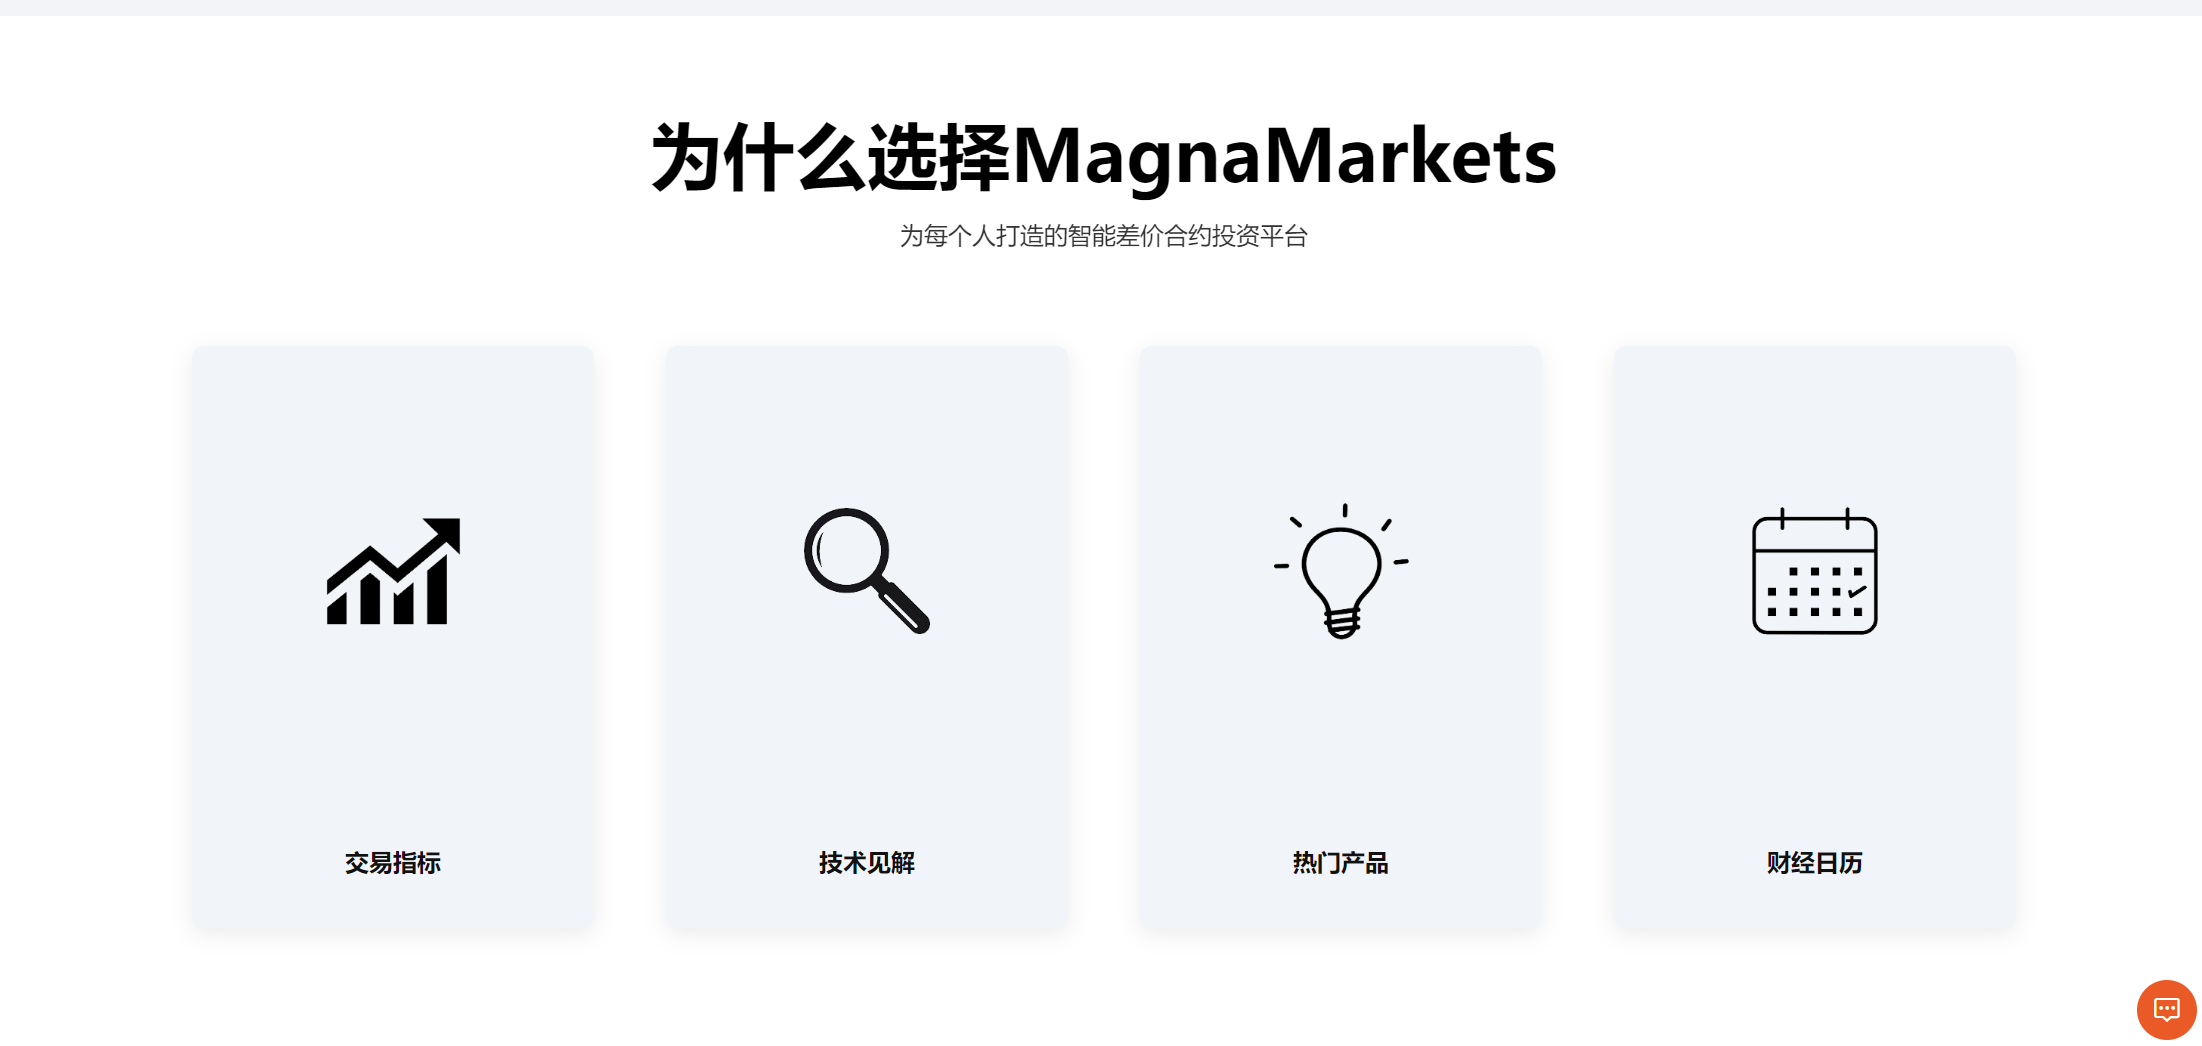 为什么选择MagnaMarkets
为每个人打造的智能差价合约投资平台
交易指标
技术见解
热门产品
财经日历